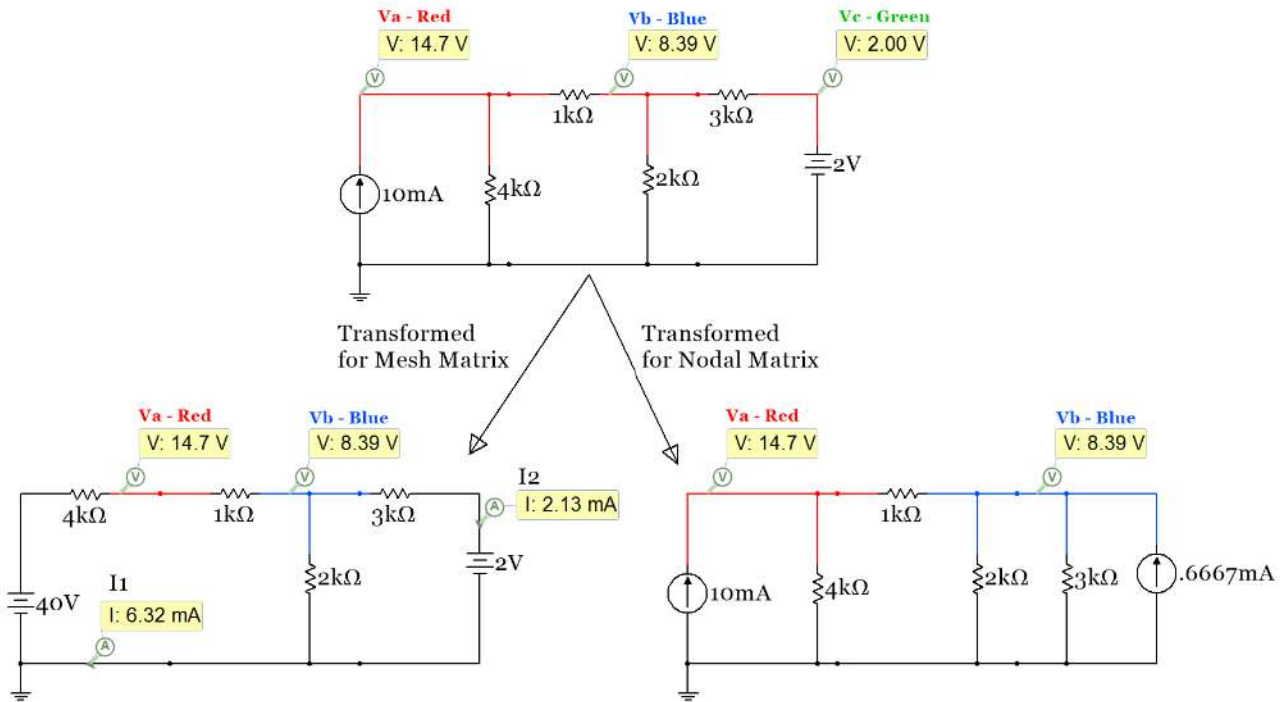 Va - Red
Vb - Blue
Vc - Green
V: 14.7 V
V: 8.39 V
V: 2.00 V
V
V
V
1kΩ
3kΩ
10mA
4kΩ
2kΩ
2V
Transformed
for Mesh Matrix
Transformed
for Nodal Matrix
Va - Red
Vb - Blue
V: 14.7 V
V: 8.39 V
V
V
I2
I: 2.13 mA
A
4kΩ
1kΩ
3kΩ
2kΩ
2V
40V
I1
I: 6.32 mA
A
Va - Red
Vb - Blue
V: 14.7 V
V: 8.39 V
V
V
1kΩ
10mA
4kΩ
2kΩ
3kΩ
.6667mA